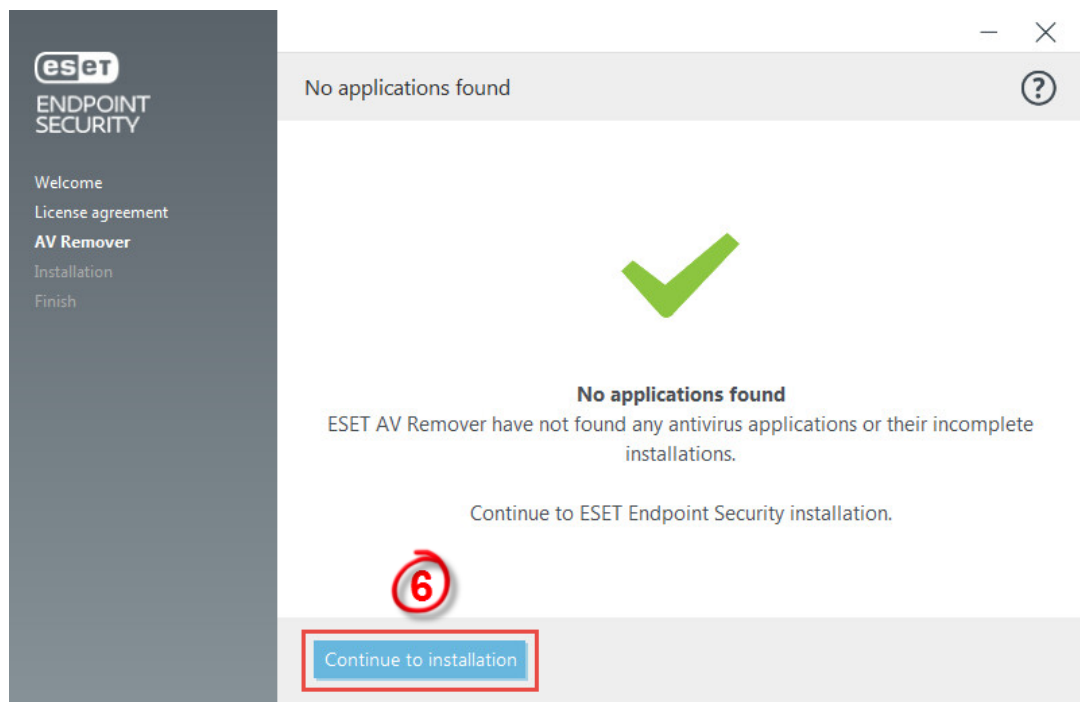 eset
ENDPOINT
SECURITY
Welcome
License agreement
AV Remover
Installation
Finish
No applications found
?
No applications found
ESET AV Remover have not found any antivirus applications or their incomplete
installations.
Continue to ESET Endpoint Security installation.
6
Continue to installation